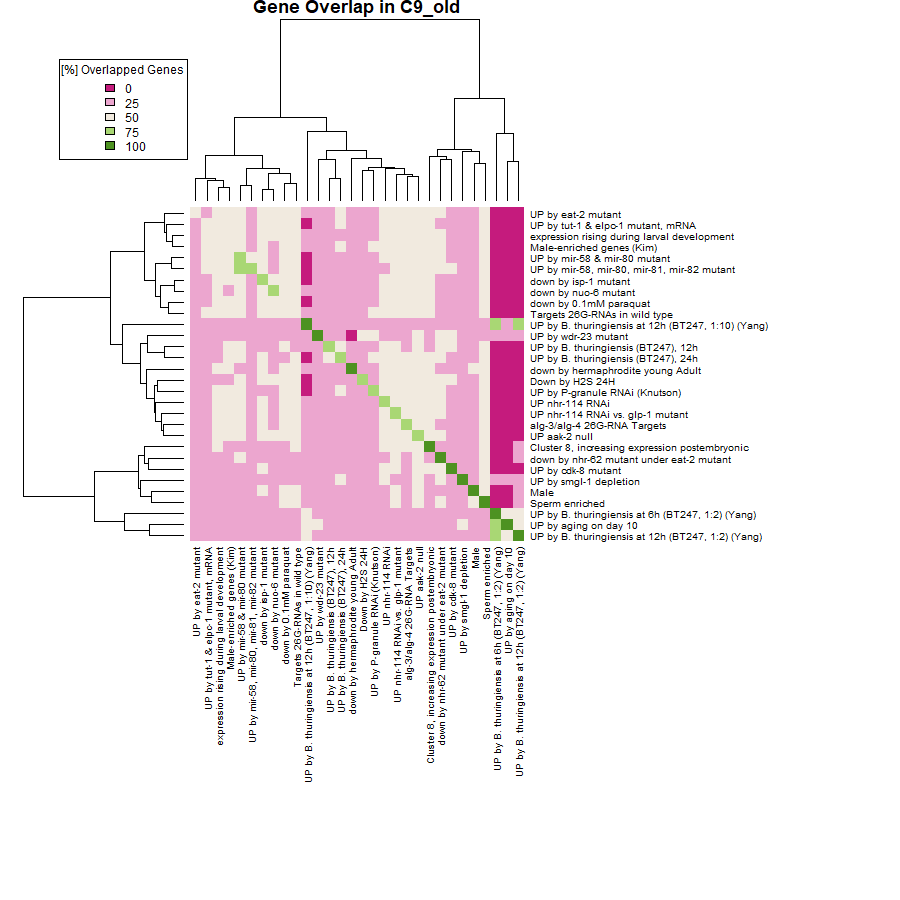 Gene Overlap in C9_old
[%] Overlapped Genes
0
25
50
75
100
UP by eat-2 mutant
UP by tut-1 & elpo-1 mutant, mRNA
expression rising during larval development
Male-enriched genes (Kim)
UP by mir-58 & mir-80 mutant
UP by mir-58, mir-80, mir-81, mir-82 mutant
down by isp-1 mutant
down by nuo-6 mutant
down by 0.1mM paraquat
Targets 26G-RNAs in wild type
UP by B. thuringiensis at 12h (BT247, 1:10) (Yang)
UP by wdr-23 mutant
UP by B. thuringiensis (BT247), 12h
UP by B. thuringiensis (BT247), 24h
down by hermaphrodite young Adult
Down by H2S 24H
UP by P-granule RNAi (Knutson)
UP nhr-114 RNAi
UP nhr-114 RNAi vs. glp-1 mutant
alg-3/alg-4 26G-RNA Targets
UP aak-2 null
Cluster 8, increasing expression postembryonic
down by nhr-62 mutant under eat-2 mutant
UP by cdk-8 mutant
UP by smgl-1 depletion
Male
Sperm enriched
UP by B. thuringiensis at 6h (BT247, 1:2) (Yang)
UP by aging on day 10
UP by B. thuringiensis at 12h (BT247, 1:2) (Yang)
UP by eat-2 mutant
UP by tut-1 & elpo-1 mutant, mRNA
expression rising during larval development
Male-enriched genes (Kim)
UP by mir-58 & mir-80 mutant
UP by mir-58, mir-80, mir-81, mir-82 mutant
down by isp-1 mutant
down by nuo-6 mutant
down by 0.1mM paraquat
Targets 26G-RNAs in wild type
UP by B. thuringiensis at 12h (BT247, 1:10) (Yang)
UP by wdr-23 mutant
UP by B. thuringiensis (BT247), 12h
UP by B. thuringiensis (BT247), 24h
down by hermaphrodite young Adult
Down by H2S 24H
UP by P-granule RNAi (Knutson)
UP nhr-114 RNAi
UP nhr-114 RNAi vs. glp-1 mutant
alg-3/alg-4 26G-RNA Targets
UP aak-2 null
Cluster 8, increasing expression postembryonic
down by nhr-62 mutant under eat-2 mutant
UP by cdk-8 mutant
UP by smgl-1 depletion
Male
Sperm enriched
UP by B. thuringiensis at 6h (BT247, 1:2) (Yang)
UP by aging on day 10
UP by B. thuringiensis at 12h (BT247, 1:2) (Yang)